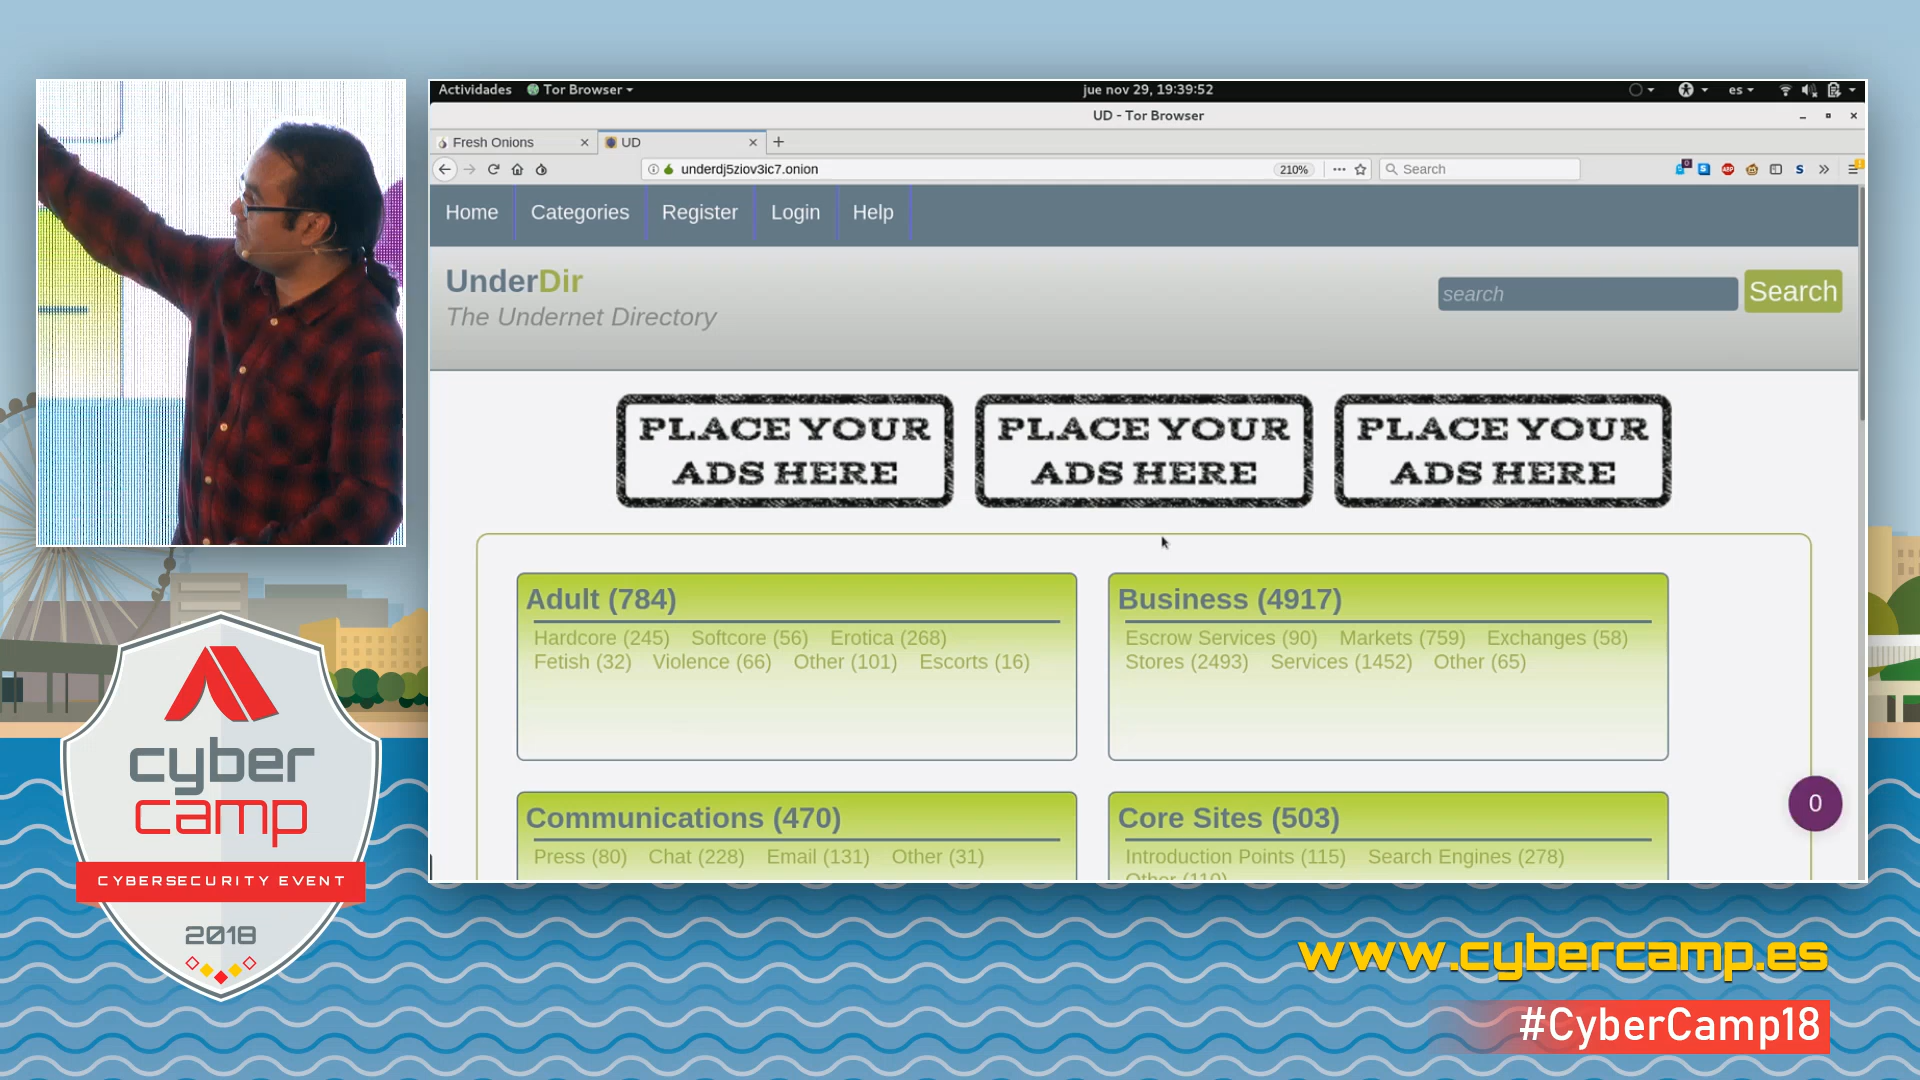 Actividades Tor Browser jue nov 29, 19:39:52 es
UD - Tor Browser
Fresh Onions UD
underdj5ziov3ic7.onion 210% Search
Home Categories Register Login Help
UnderDir
The Undernet Directory
search Search
PLACE YOUR ADS HERE
PLACE YOUR ADS HERE
PLACE YOUR ADS HERE
Adult (784)
Hardcore (245) Softcore (56) Erotica (268)
Fetish (32) Violence (66) Other (101) Escorts (16)
Business (4917)
Escrow Services (90) Markets (759) Exchanges (58)
Stores (2493) Services (1452) Other (65)
Communications (470)
Press (80) Chat (228) Email (131) Other (31)
Core Sites (503)
Introduction Points (115) Search Engines (278)
Other (110)
0
cyber
camp
CYBERSECURITY EVENT
2018
www.cybercamp.es
#CyberCamp18